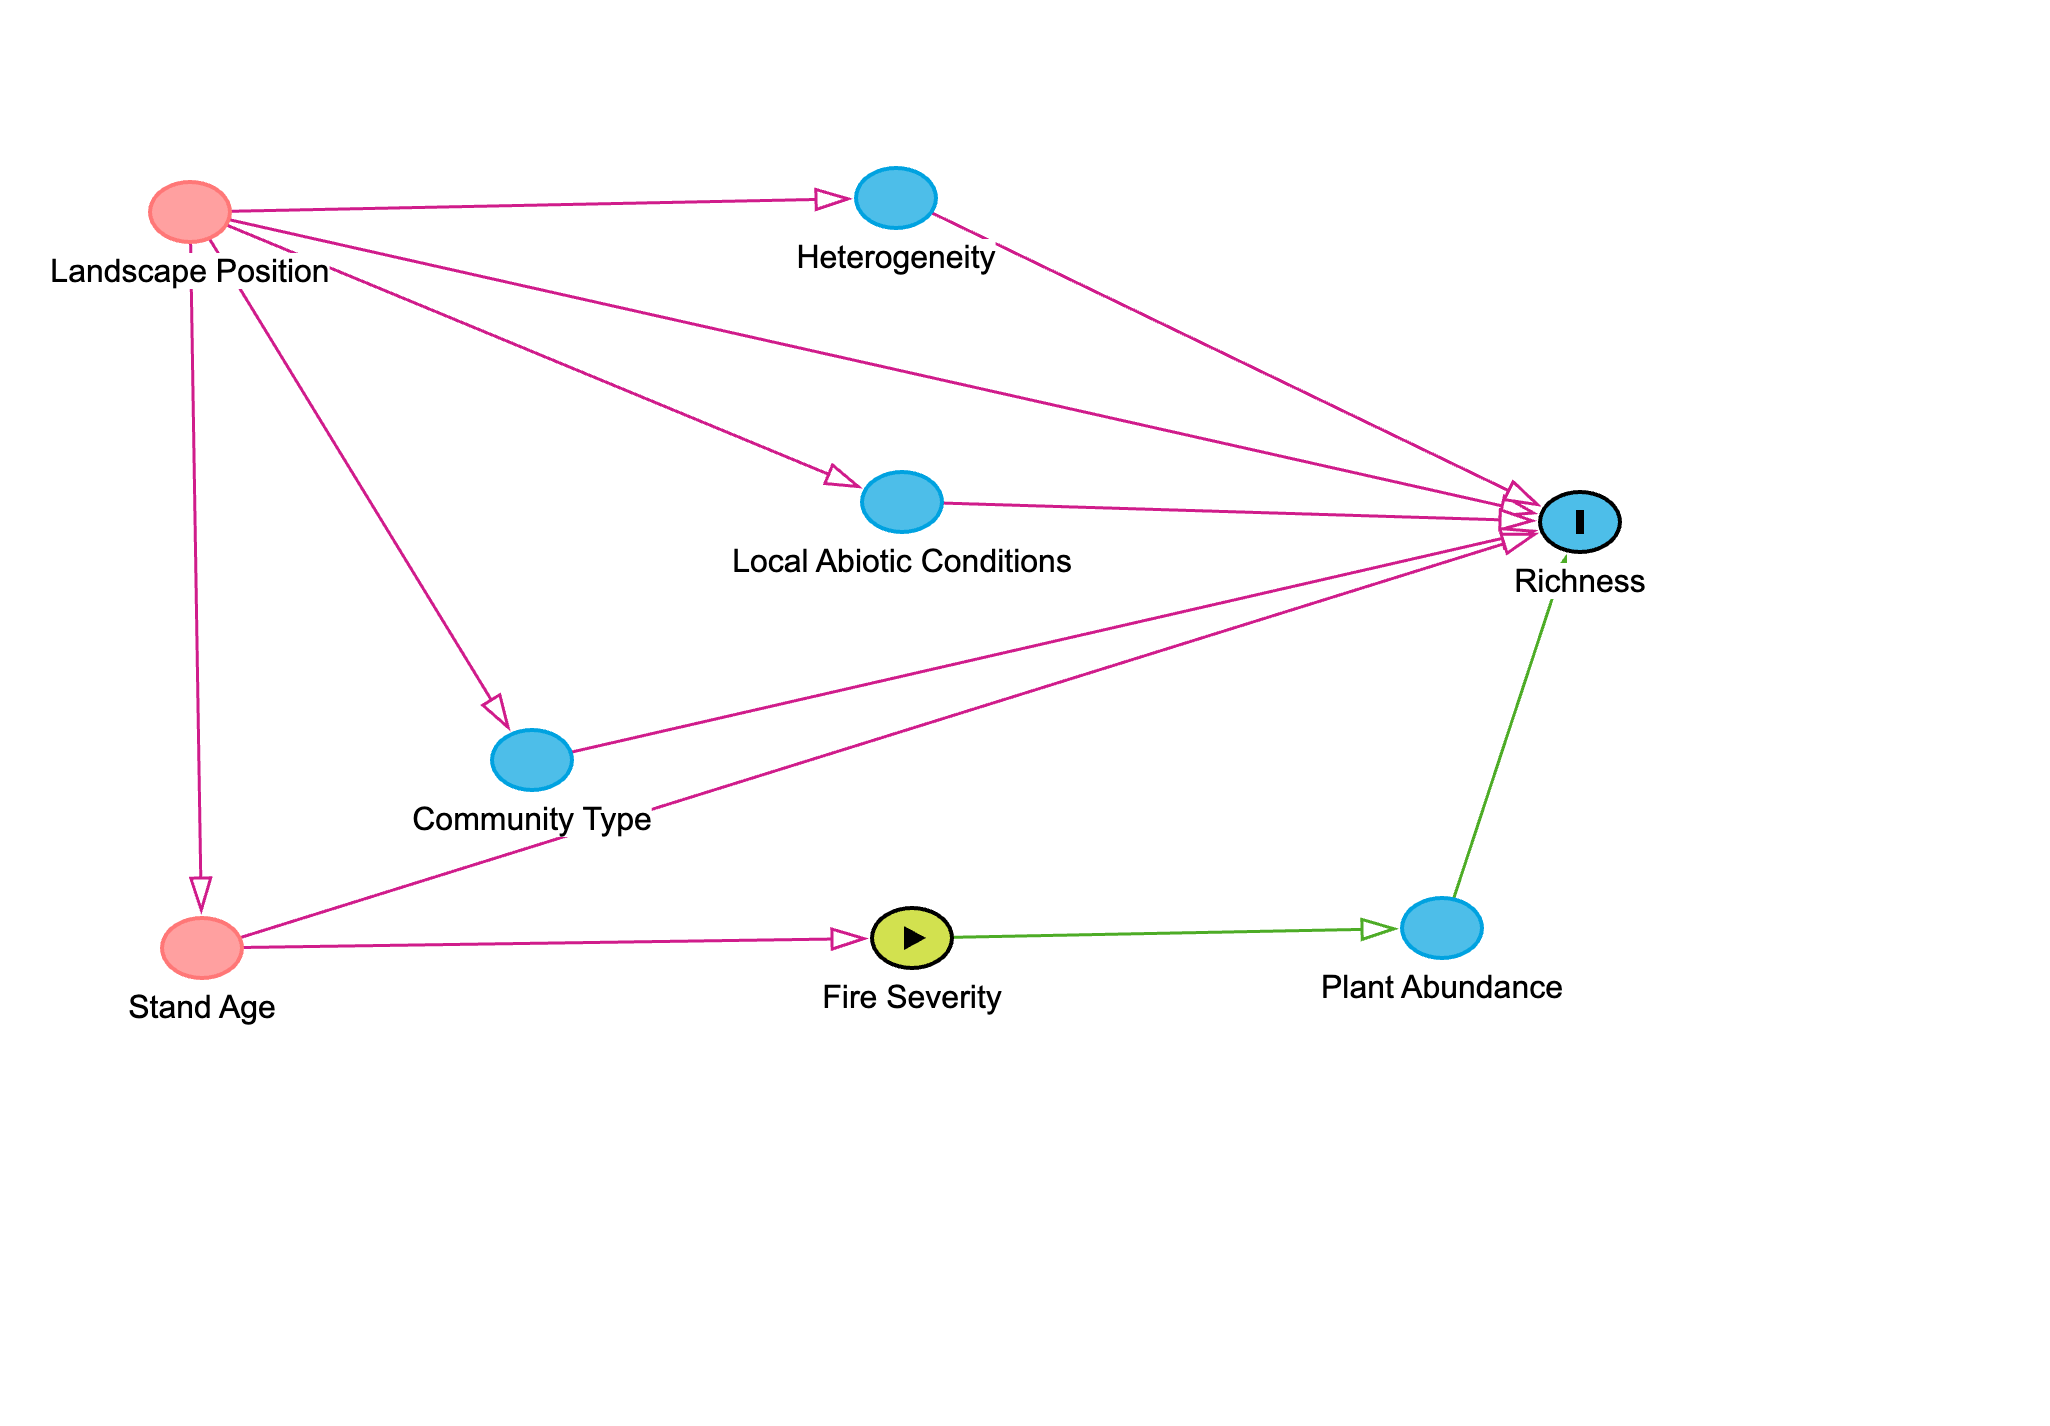 Landscape Position
Heterogeneity
Local Abiotic Conditions
Richness
Community Type
Stand Age
Fire Severity
Plant Abundance